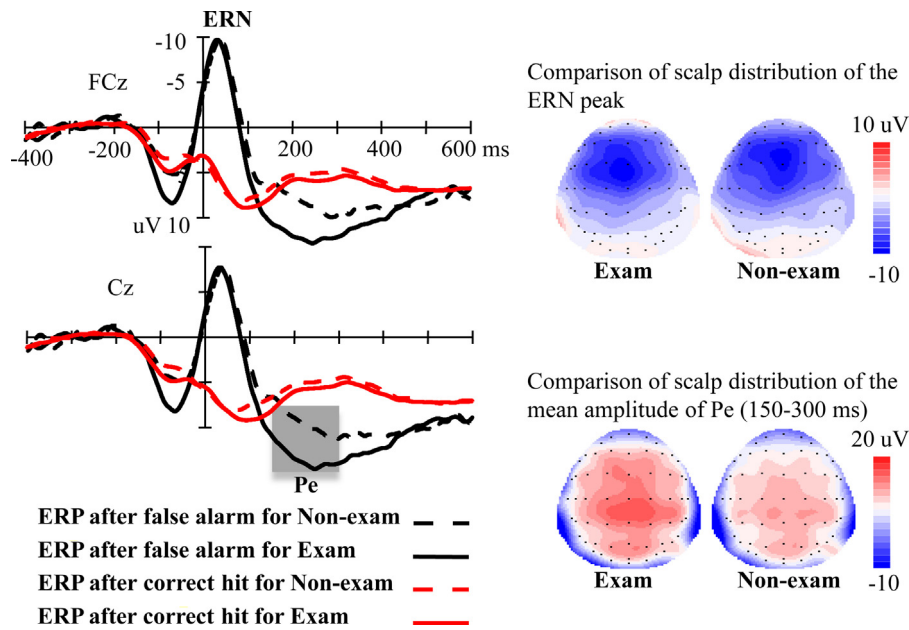 ERN
-10
-5
FCz
-400
-200
200
400
600 ms
uV 10
Cz
Pe
ERP after false alarm for Non-exam
ERP after false alarm for Exam
ERP after correct hit for Non-exam
ERP after correct hit for Exam
Comparison of scalp distribution of the
ERN peak
10 uV
-10
Exam
Non-exam
Comparison of scalp distribution of the
mean amplitude of Pe (150-300 ms)
20 uV
-10
Exam
Non-exam